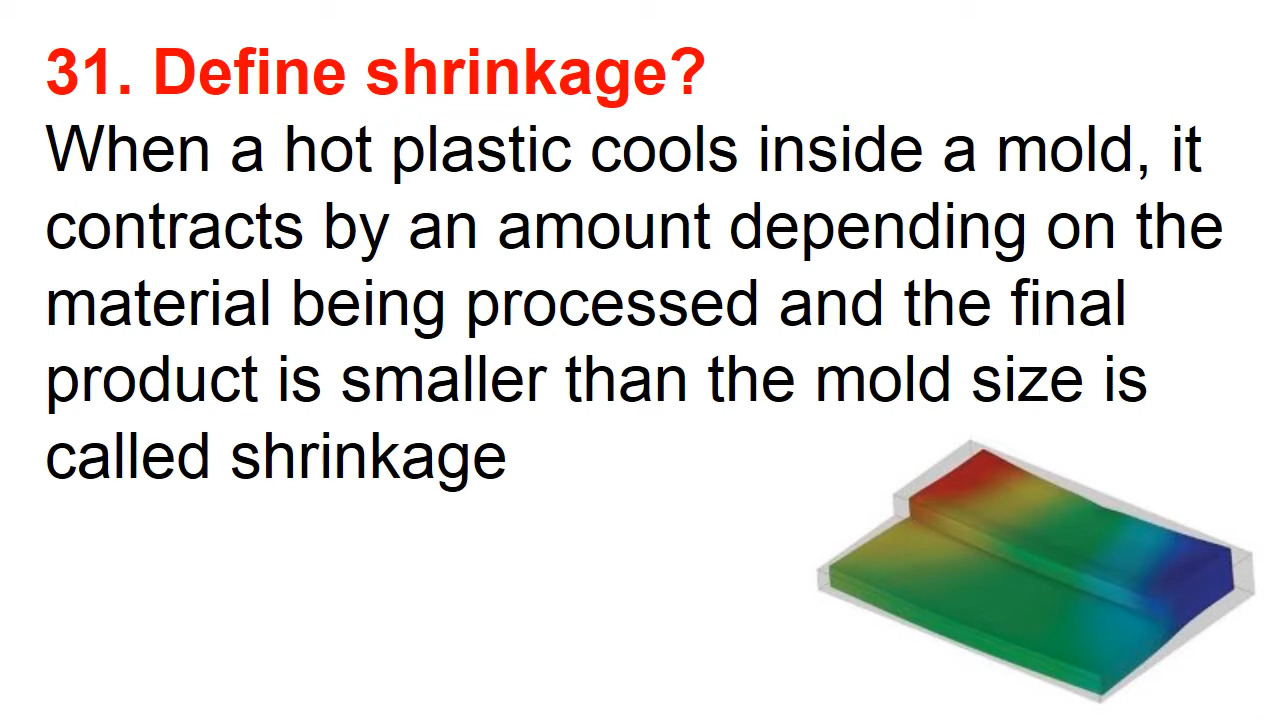 31. Define shrinkage?
When a hot plastic cools inside a mold, it
contracts by an amount depending on the
material being processed and the final
product is smaller than the mold size is
called shrinkage